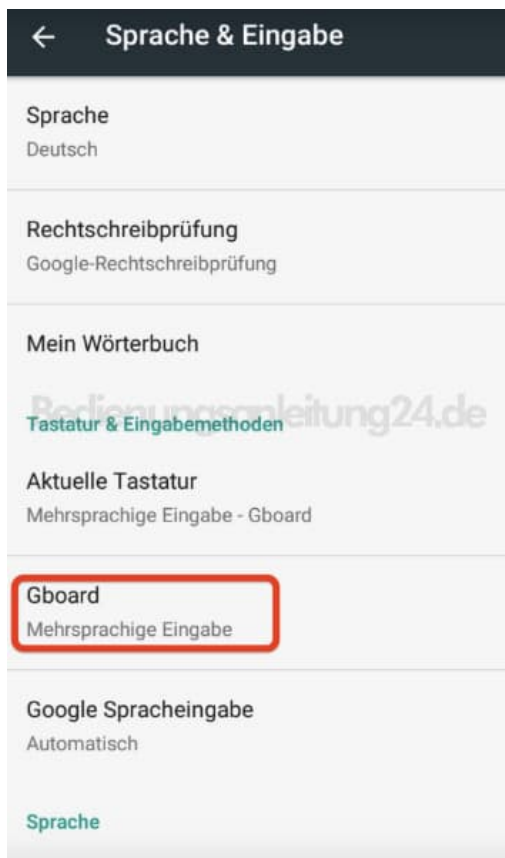 Sprache & Eingabe
Sprache
Deutsch
Rechtschreibprüfung
Google-Rechtschreibprüfung
Mein Wörterbuch
Bedienungsanleitung24.de
Tastatur & Eingabemethoden
Aktuelle Tastatur
Mehrsprachige Eingabe - Gboard
Gboard
Mehrsprachige Eingabe
Google Spracheingabe
Automatisch
Sprache